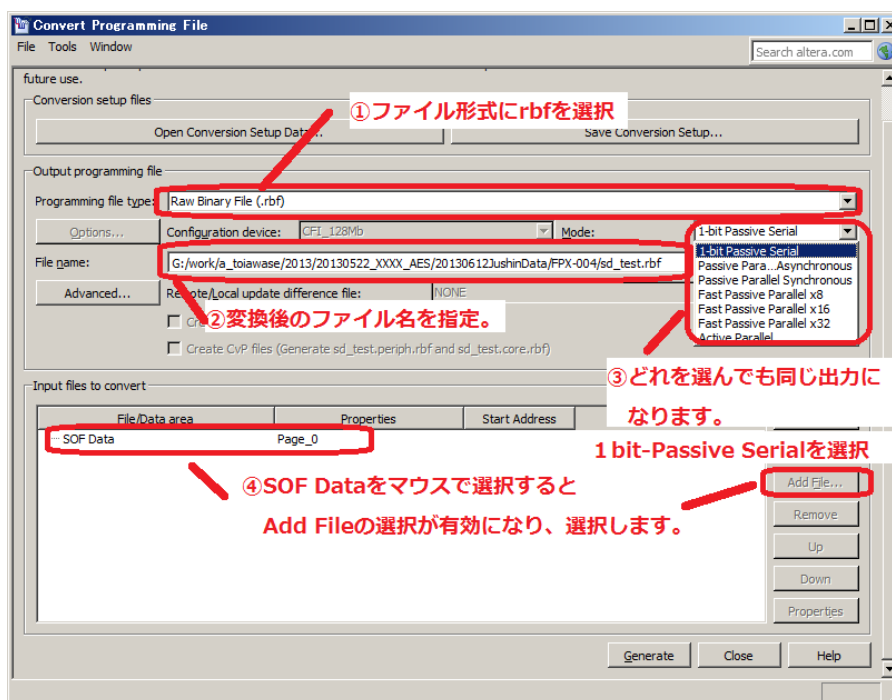 Convert Programming File
File Tools Window
Search altera.com
future use.
Conversion setup files
①ファイル形式にrbfを選択
Open Conversion Setup Data...
Save Conversion Setup...
Output programming file
Programming file type:
Raw Binary File (.rbf)
Options...
Configuration device:
CFI_128Mb
Mode:
1-bit Passive Serial
1-bit Passive Serial
Passive Para...Asynchronous
Passive Parallel Synchronous
Fast Passive Parallel x8
Fast Passive Parallel x16
Fast Passive Parallel x32
Active Parallel
File name:
G:/work/a_toiawase/2013/20130522_XXXX_AES/20130612JushinData/FPX-004/sd_test.rbf
Advanced...
Remote/Local update difference file:
NONE
②変換後のファイル名を指定。
Create CvP files (Generate sd_test.periph.rbf and sd_test.core.rbf)
③どれを選んでも同じ出力に
なります。
1bit-Passive Serialを選択
Input files to convert
File/Data area
Properties
Start Address
SOF Data
Page_0
④SOF Dataをマウスで選択すると
Add Fileの選択が有効になり、選択します。
Add File...
Remove
Up
Down
Properties
Generate
Close
Help